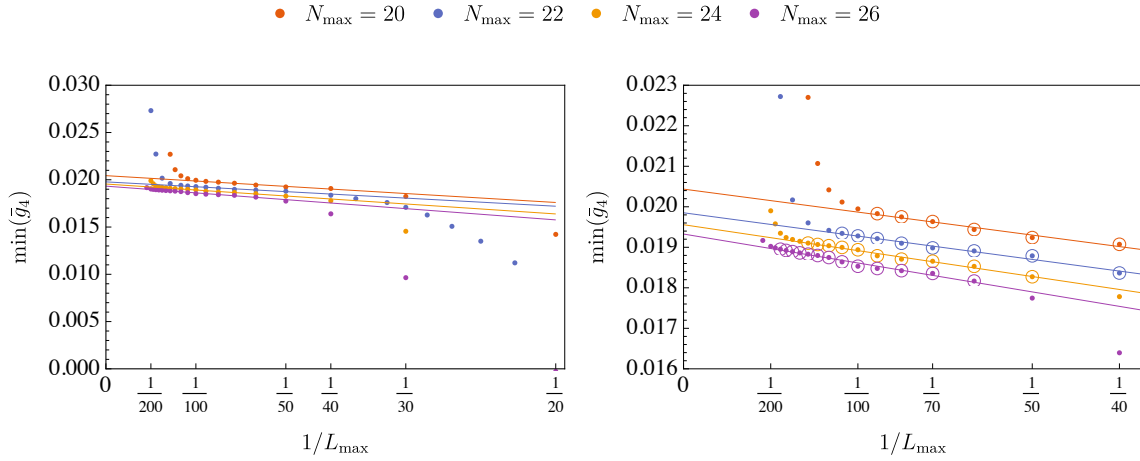 N_max = 20 N_max = 22 N_max = 24 N_max = 26
min(ḡ_4)
0.030
0.025
0.020
0.015
0.010
0.005
0.000
0 1/200 1/100 1/50 1/40 1/30 1/20
1/L_max
min(ḡ_4)
0.023
0.022
0.021
0.020
0.019
0.018
0.017
0.016
0 1/200 1/100 1/70 1/50 1/40
1/L_max